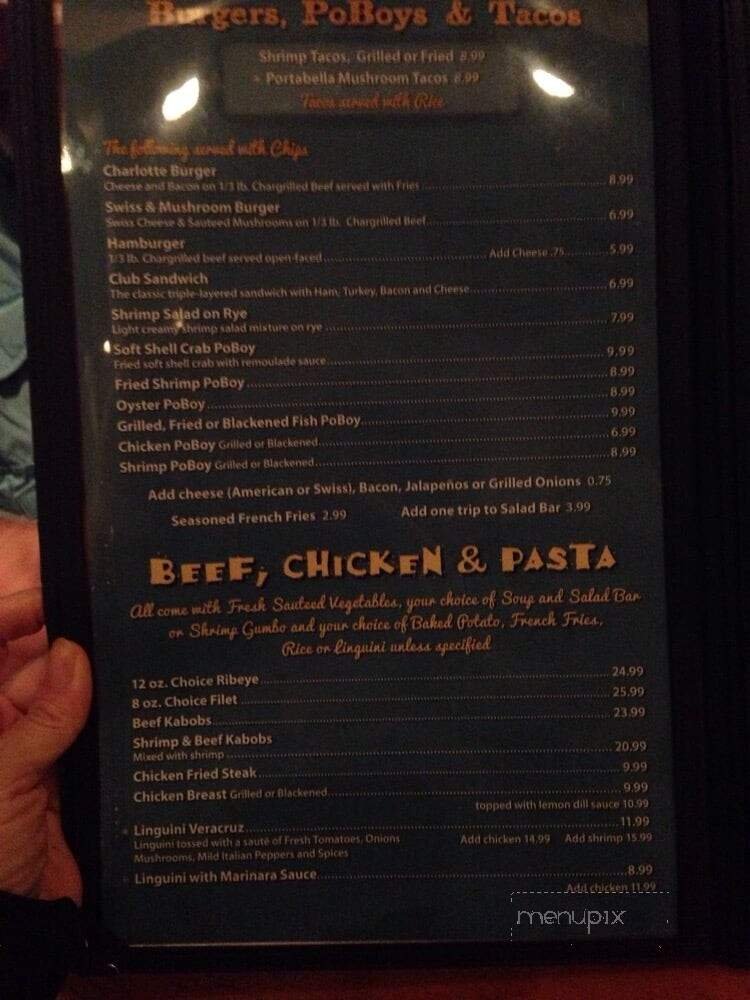 Burgers, PoBoys & Tacos
Shrimp Tacos, Grilled or Fried 8.99
Portabella Mushroom Tacos 8.99
Tacos served with Rice
The following served with Chips
Charlotte Burger
Cheese and Bacon on 1/3 lb. Chargrilled Beef served with Fries 8.99
Swiss & Mushroom Burger
Swiss Cheese & Sauteed Mushrooms on 1/3 lb. Chargrilled Beef 6.99
Hamburger
1/3 lb. Chargrilled beef served open-faced Add Cheese .75 5.99
Club Sandwich
The classic triple-layered sandwich with Ham, Turkey, Bacon and Cheese 6.99
Shrimp Salad on Rye
Light creamy shrimp salad mixture on rye 7.99
Soft Shell Crab PoBoy
Fried soft shell crab with remoulade sauce 9.99
Fried Shrimp PoBoy 8.99
Oyster PoBoy 8.99
Grilled, Fried or Blackened Fish PoBoy 9.99
Chicken PoBoy Grilled or Blackened 6.99
Shrimp PoBoy Grilled or Blackened 8.99
Add cheese (American or Swiss), Bacon, Jalapeños or Grilled Onions 0.75
Seasoned French Fries 2.99 Add one trip to Salad Bar 3.99
BEEF, CHICKEN & PASTA
All come with Fresh Sauteed Vegetables, your choice of Soup and Salad Bar
or Shrimp Gumbo and your choice of Baked Potato, French Fries,
Rice or Linguini unless specified
12 oz. Choice Ribeye 24.99
8 oz. Choice Filet 25.99
Beef Kabobs 23.99
Shrimp & Beef Kabobs
Mixed with shrimp 20.99
Chicken Fried Steak 9.99
Chicken Breast Grilled or Blackened 9.99
topped with lemon dill sauce 10.99
Linguini Veracruz 11.99
Linguini tossed with a sauté of Fresh Tomatoes, Onions Add chicken 14.99 Add shrimp 15.99
Mushrooms, Mild Italian Peppers and Spices
Linguini with Marinara Sauce 8.99
Add chicken 11.99
menupix